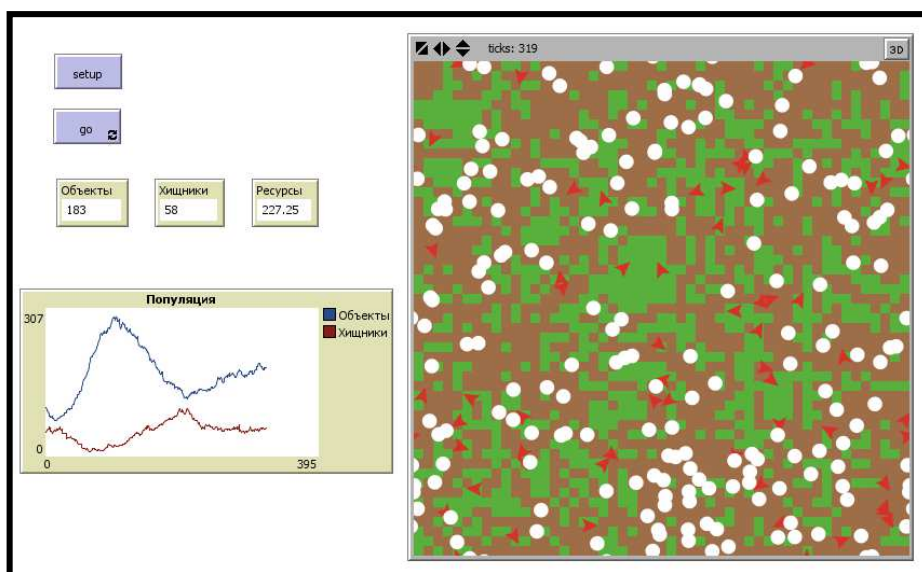 setup
go
Объекты
183
Хищники
58
Ресурсы
227.25
Популяция
307
0
0
395
Объекты
Хищники
ticks: 319
3D